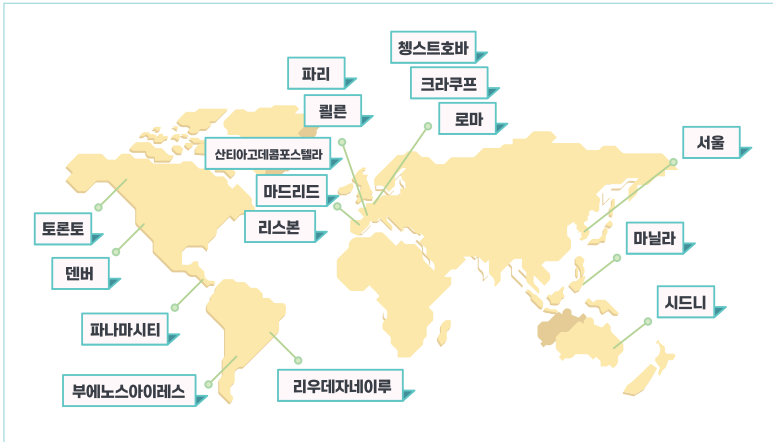 쳉스트호바
파리
크라쿠프
쾰른
로마
서울
산티아고데콤포스텔라
마드리드
토론토
리스본
마닐라
덴버
시드니
파나마시티
부에노스아이레스
리우데자네이루